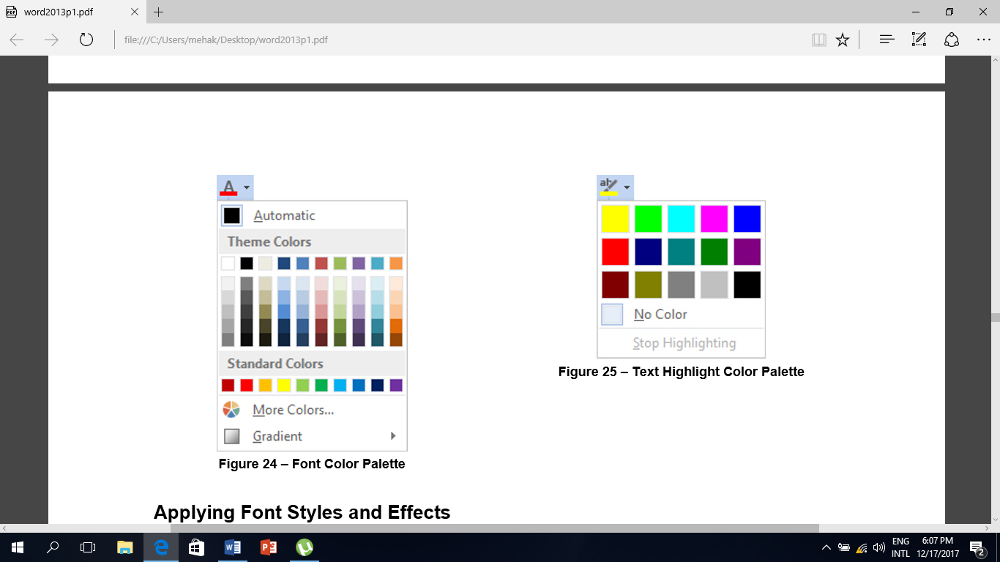 word2013p1.pdf
file:///C:/Users/mehak/Desktop/word2013p1.pdf
A
Automatic
Theme Colors
Standard Colors
More Colors...
Gradient
Figure 24 – Font Color Palette
ab
No Color
Stop Highlighting
Figure 25 – Text Highlight Color Palette
Applying Font Styles and Effects
ENG
INTL
6:07 PM
12/17/2017
2